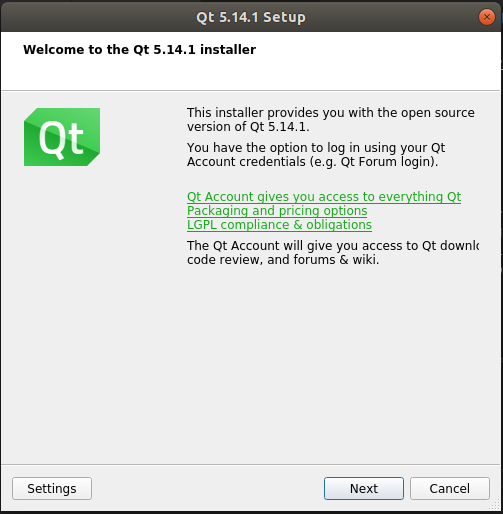 Qt 5.14.1 Setup
Welcome to the Qt 5.14.1 installer
Qt
This installer provides you with the open source
version of Qt 5.14.1.
You have the option to log in using your Qt
Account credentials (e.g. Qt Forum login).
Qt Account gives you access to everything Qt
Packaging and pricing options
LGPL compliance & obligations
The Qt Account will give you access to Qt downlo
code review, and forums & wiki.
Settings
Next
Cancel